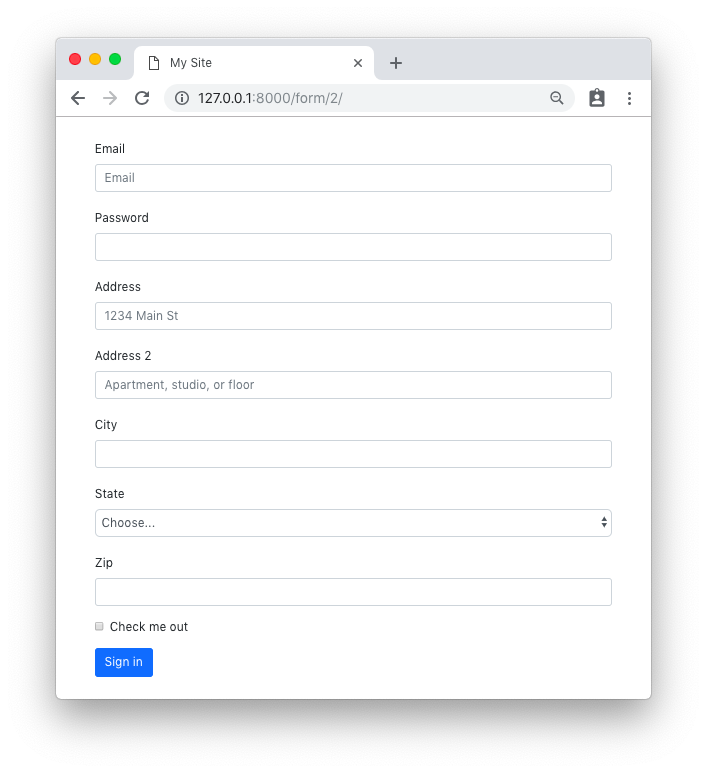 My Site
127.0.0.1:8000/form/2/
Email
Email
Password
Address
1234 Main St
Address 2
Apartment, studio, or floor
City
State
Choose...
Zip
Check me out
Sign in